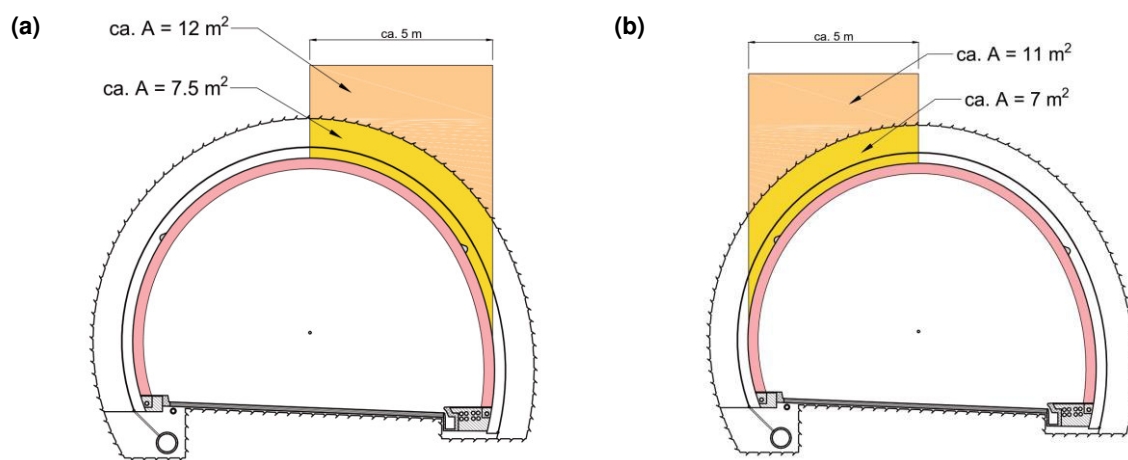 (a)
ca. A = 12 m²
ca. 5 m
ca. A = 7.5 m²
(b)
ca. 5 m
ca. A = 11 m²
ca. A = 7 m²